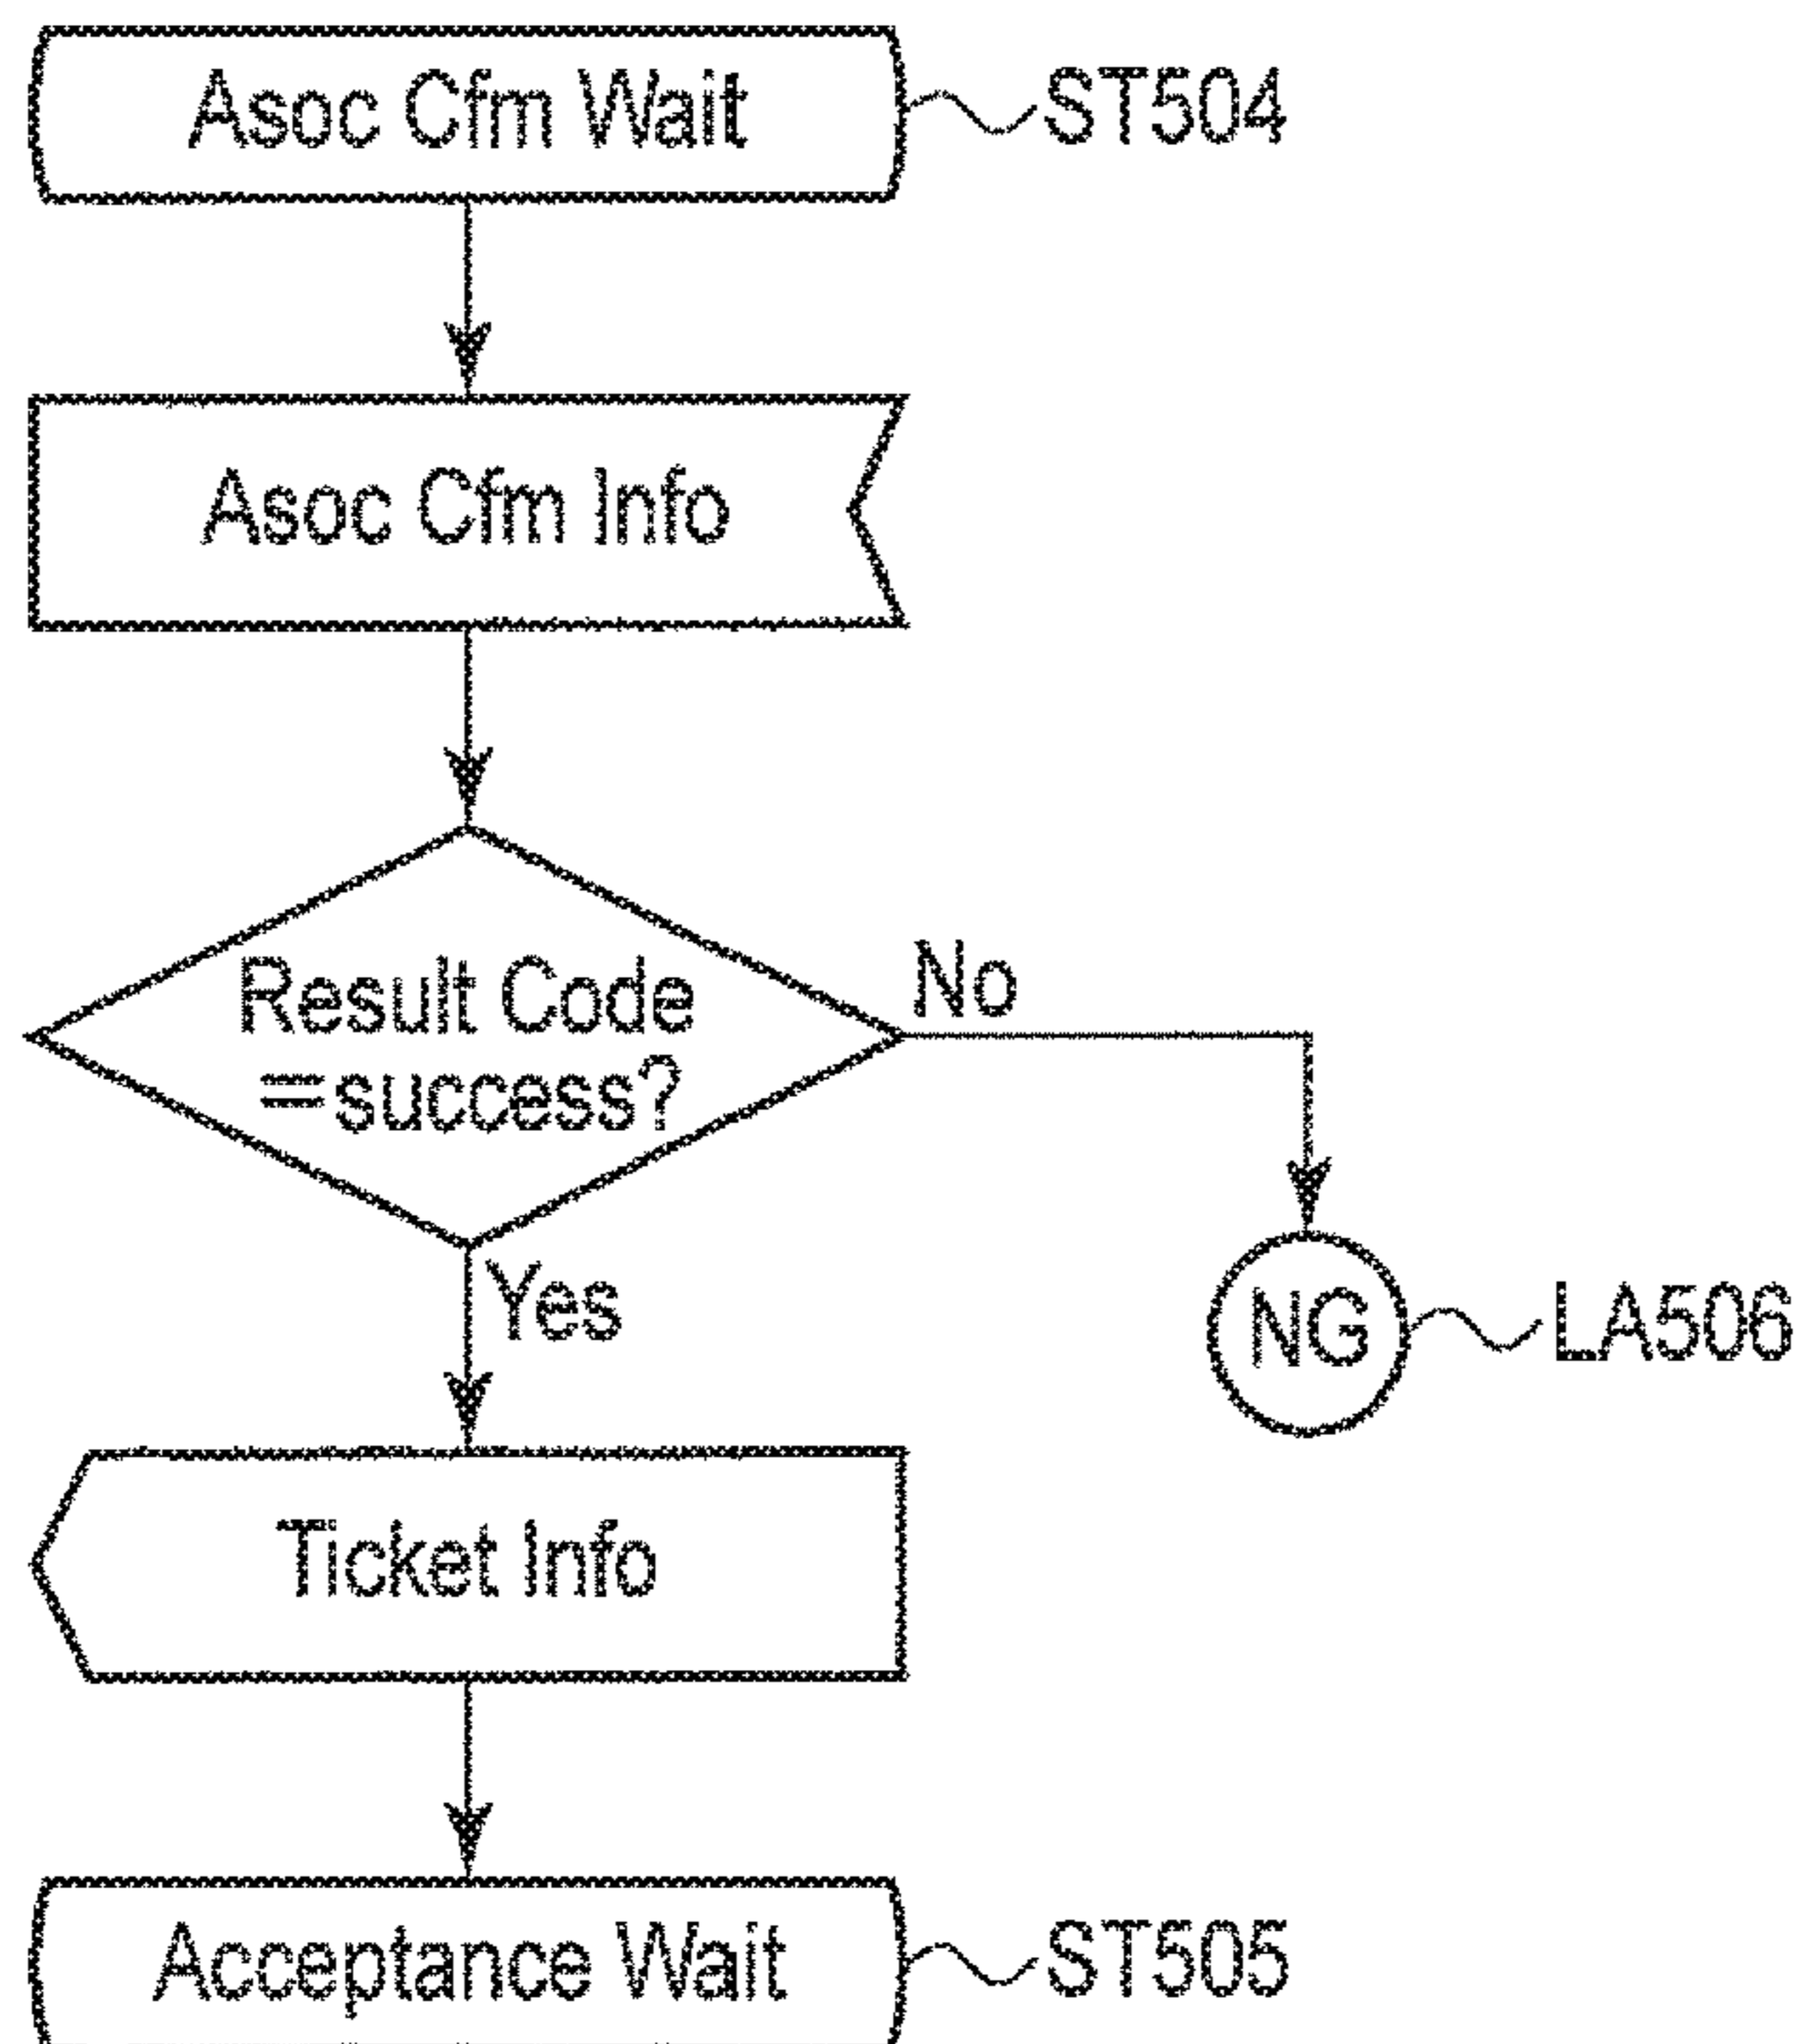 Asoc Cfm Wait
ST504
Asoc Cfm Info
Result Code
=success?
No
Yes
NG
LA506
Ticket Info
Acceptance Wait
ST505